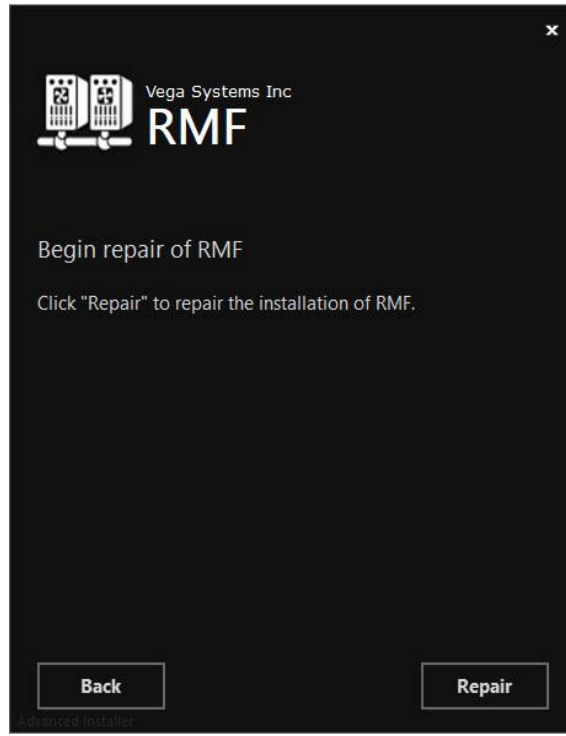 x
Vega Systems Inc
RMF
Begin repair of RMF
Click "Repair" to repair the installation of RMF.
Back
Repair
Advanced Installer